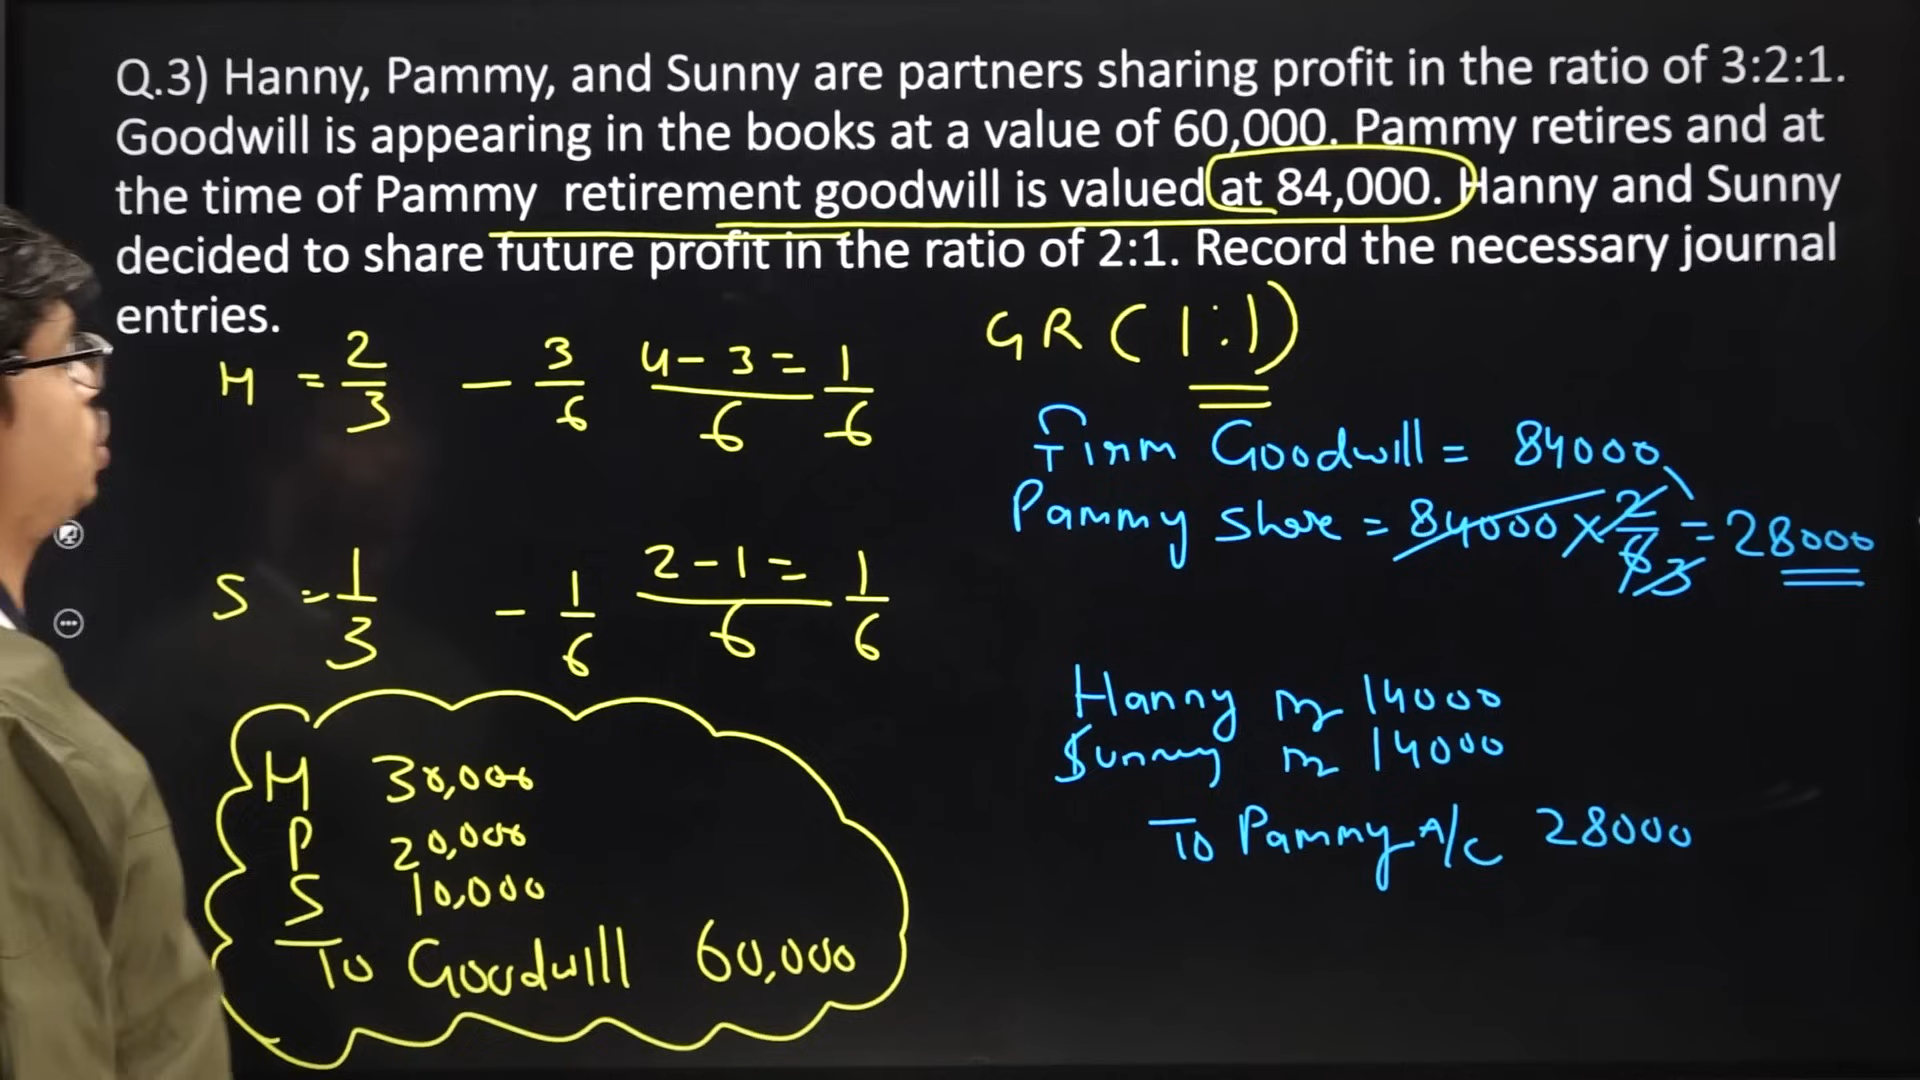 Q.3) Hanny, Pammy, and Sunny are partners sharing profit in the ratio of 3:2:1.
Goodwill is appearing in the books at a value of 60,000. Pammy retires and at
the time of Pammy retirement goodwill is valued at 84,000. Hanny and Sunny
decided to share future profit in the ratio of 2:1. Record the necessary journal
entries.
GR (1:1)
H = 2/3 - 3/6 4-3/6 = 1/6
Firm Goodwill = 84000
Pammy Share = 84000 × 2/6 3 = 28000
S = 1/3 - 1/6 2-1/6 = 1/6
Hanny Dr 14000
Sunny Dr 14000
To Pammy A/c 28000
H 30,000
P 20,000
S 10,000
To Goodwill 60,000